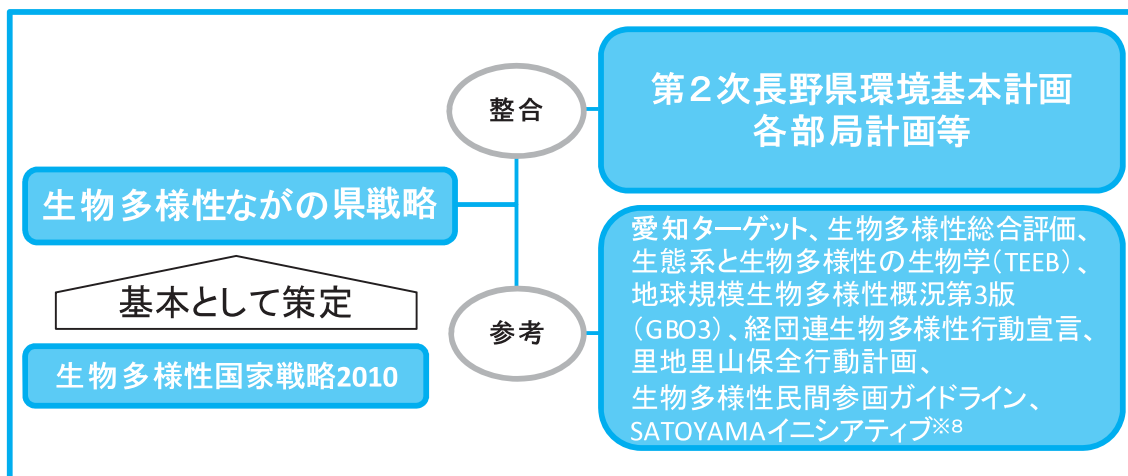 整合
第２次長野県環境基本計画
各部局計画等
生物多様性ながの県戦略
基本として策定
生物多様性国家戦略2010
参考
愛知ターゲット、生物多様性総合評価、
生態系と生物多様性の生物学（TEEB）、
地球規模生物多様性概況第3版
（GBO3）、経団連生物多様性行動宣言、
里地里山保全行動計画、
生物多様性民間参画ガイドライン、
SATOYAMAイニシアティブ※8